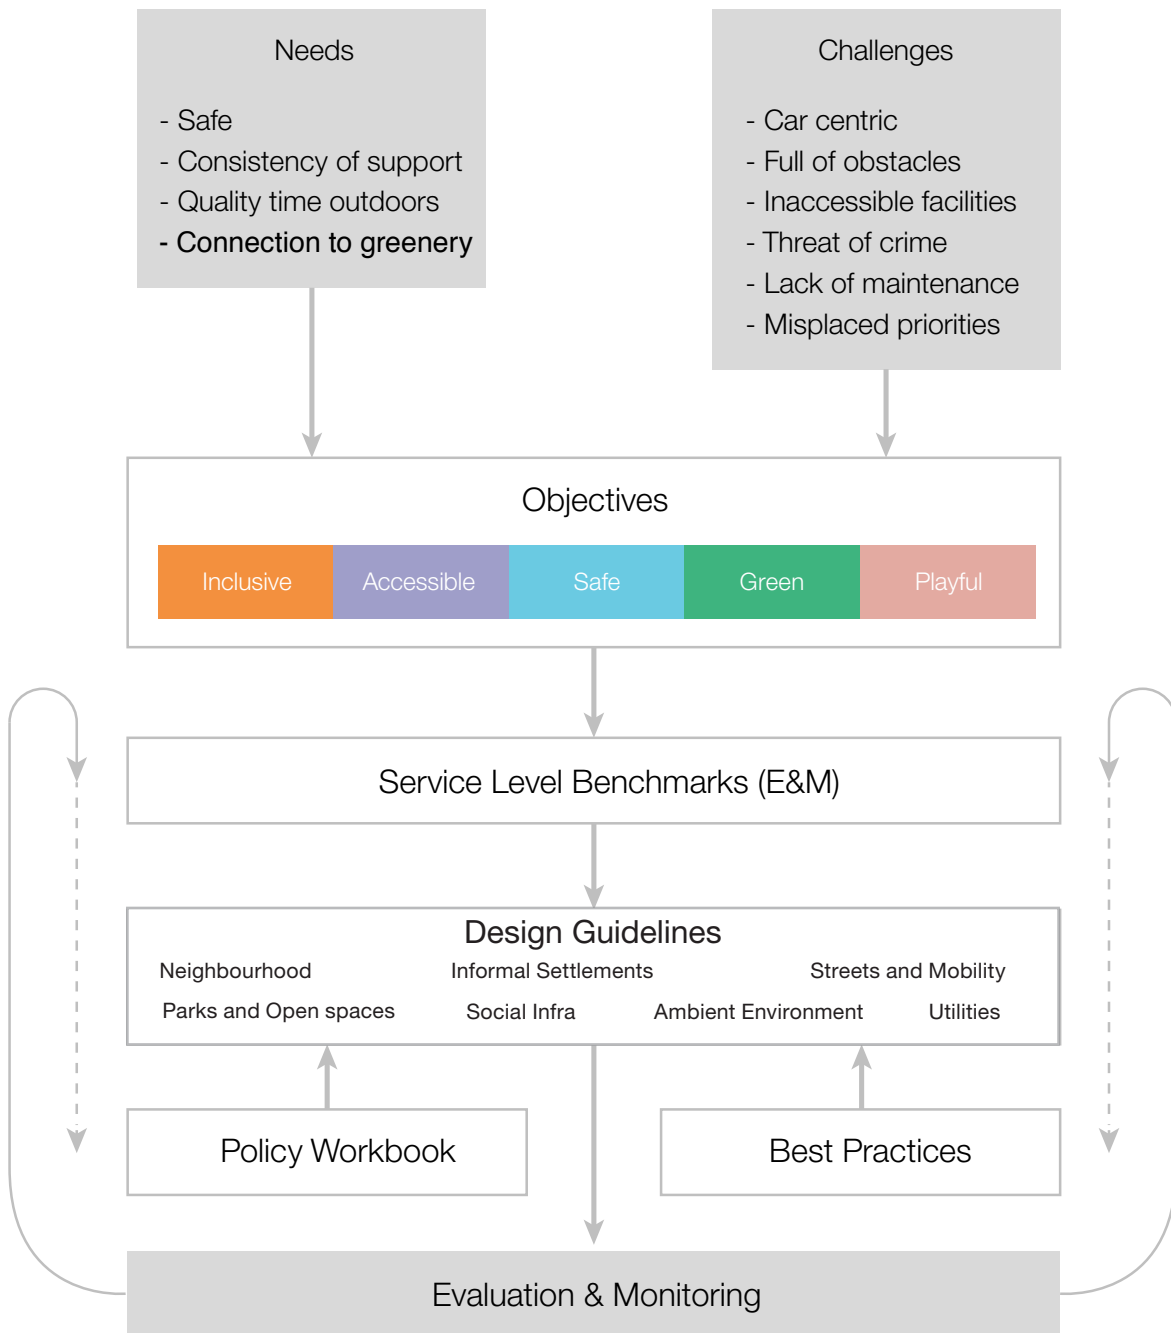 Needs
- Safe
- Consistency of support
- Quality time outdoors
- Connection to greenery
Challenges
- Car centric
- Full of obstacles
- Inaccessible facilities
- Threat of crime
- Lack of maintenance
- Misplaced priorities
Objectives
Inclusive Accessible Safe Green Playful
Service Level Benchmarks (E&M)
Design Guidelines
Neighbourhood Informal Settlements Streets and Mobility
Parks and Open spaces Social Infra Ambient Environment Utilities
Policy Workbook
Best Practices
Evaluation & Monitoring